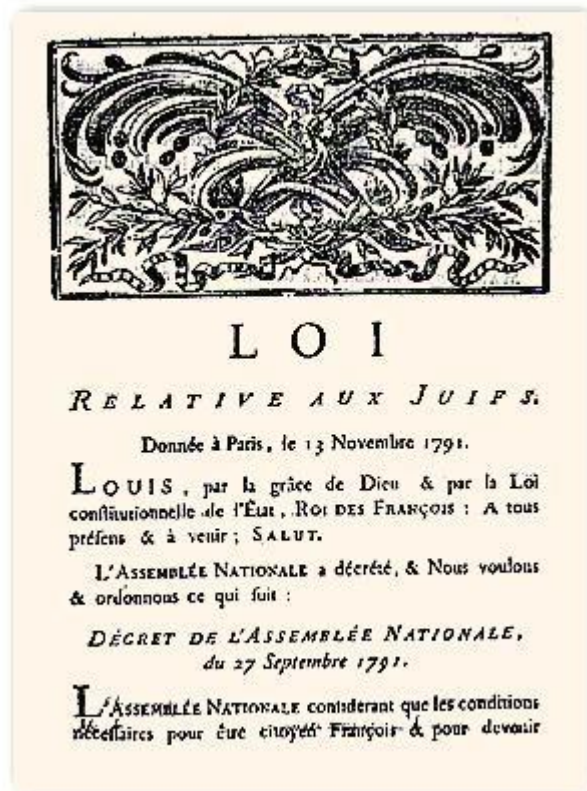 LOI
RELATIVE AUX JUIFS.
Donnée à Paris, le 13 Novembre 1791.
LOUIS, par la grâce de Dieu & par la Loi
constitutionnelle de l'État, ROI DES FRANÇOIS : A tous
présens & à venir ; SALUT.
L'ASSEMBLÉE NATIONALE a décrété, & Nous voulons
& ordonnons ce qui suit :
DÉCRET DE L'ASSEMBLÉE NATIONALE,
du 27 Septembre 1791.
L'ASSEMBLÉE NATIONALE considérant que les conditions
nécessaires pour être citoyen François & pour devenir